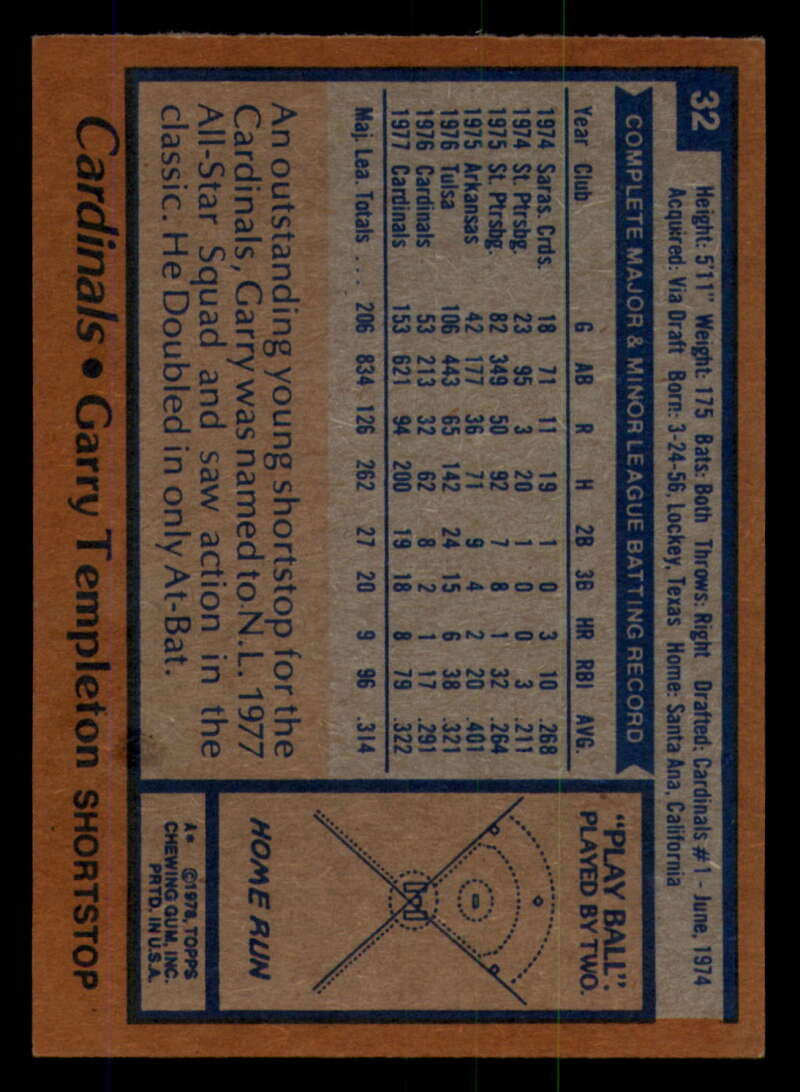 32
Height: 5'11" Weight: 175 Bats: Both Throws: Right Drafted: Cardinals #1 - June, 1974
Acquired: Via Draft Born: 3-24-56, Lockey, Texas Home: Santa Ana, California
COMPLETE MAJOR & MINOR LEAGUE BATTING RECORD
Year Club G AB R H 2B 3B HR RBI AVG.
1974 Saras. Crds. 18 71 11 19 1 0 3 10 .268
1974 St. Ptrsbg. 23 95 3 20 1 0 0 3 .211
1975 St. Ptrsbg. 82 349 50 92 7 8 1 32 .264
1975 Arkansas 42 177 36 71 9 4 2 20 .401
1976 Tulsa 106 443 65 142 24 15 6 38 .321
1976 Cardinals 53 213 32 62 8 2 1 17 .291
1977 Cardinals 153 621 94 200 19 18 8 79 .322
Maj. Lea. Totals .... 206 834 126 262 27 20 9 96 .314
An outstanding young shortstop for the
Cardinals, Garry was named to N.L. 1977
All-Star Squad and saw action in the
classic. He Doubled in only At-Bat.
"PLAY BALL".
PLAYED BY TWO.
HOME RUN
A* ©1978, TOPPS
CHEWING GUM, INC.
PRTD. IN U.S.A.
Cardinals • Garry Templeton SHORTSTOP